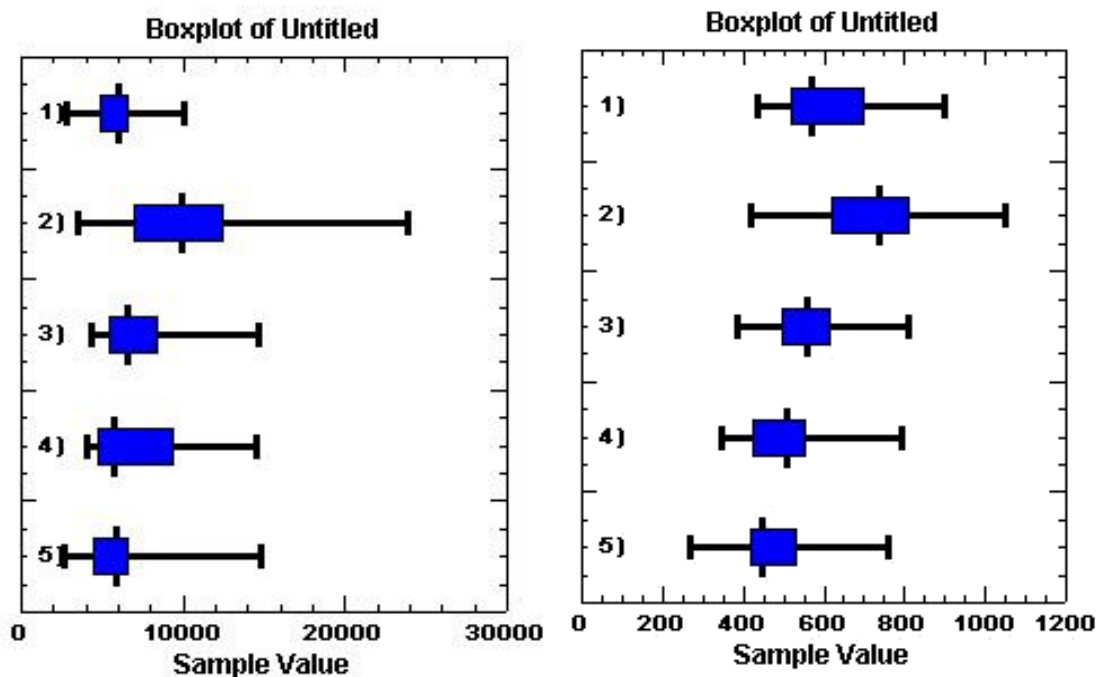 Boxplot of Untitled
1)
2)
3)
4)
5)
0 10000 20000 30000
Sample Value
Boxplot of Untitled
1)
2)
3)
4)
5)
0 200 400 600 800 1000 1200
Sample Value